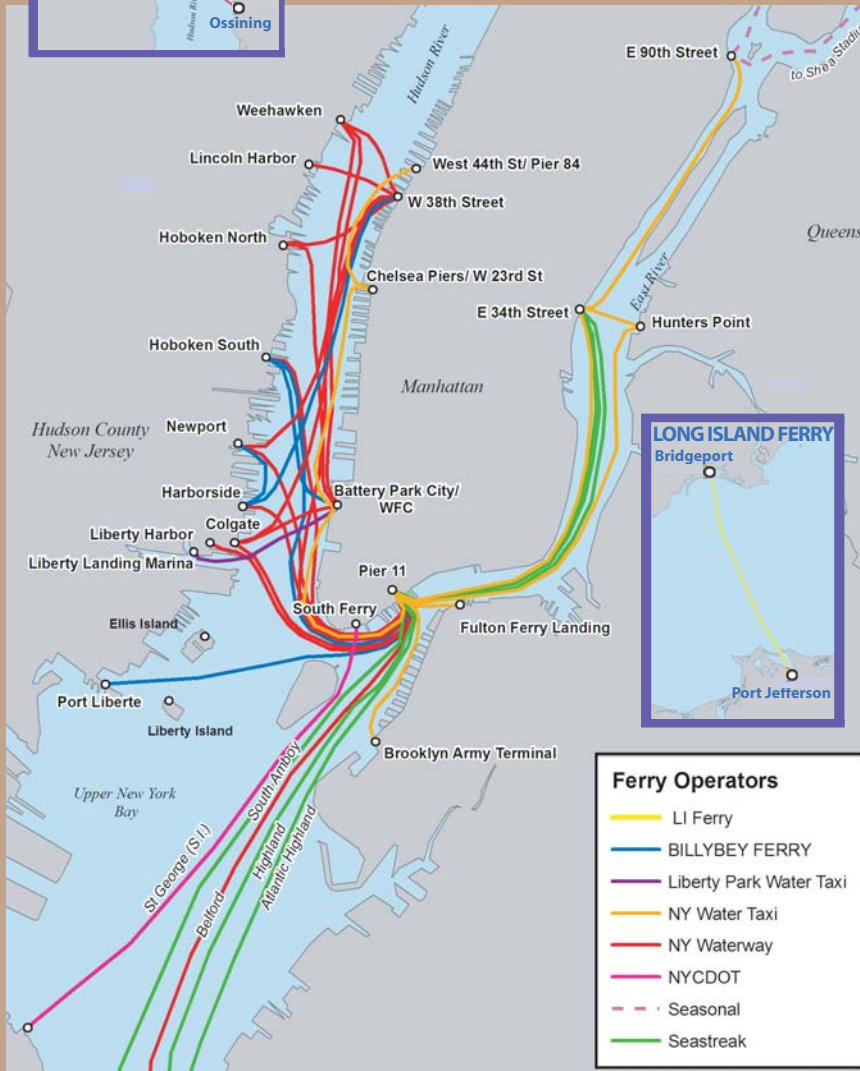 Hudson Ri
Ossining
Hudson River
E 90th Street
to Shea Stadiu
Weehawken
Lincoln Harbor
West 44th St/ Pier 84
W 38th Street
Hoboken North
Queens
Chelsea Piers/ W 23rd St
East River
E 34th Street
Hunters Point
Hoboken South
Manhattan
Hudson County
New Jersey
Newport
LONG ISLAND FERRY
Bridgeport
Harborside
Battery Park City/
WFC
Colgate
Liberty Harbor
Liberty Landing Marina
Pier 11
South Ferry
Ellis Island
Fulton Ferry Landing
Port Liberte
Port Jefferson
Liberty Island
Brooklyn Army Terminal
Upper New York
Bay
St George (S.I.)
South Amboy
Belford
Highland
Atlantic Highland
Ferry Operators
LI Ferry
BILLYBEY FERRY
Liberty Park Water Taxi
NY Water Taxi
NY Waterway
NYCDOT
Seasonal
Seastreak